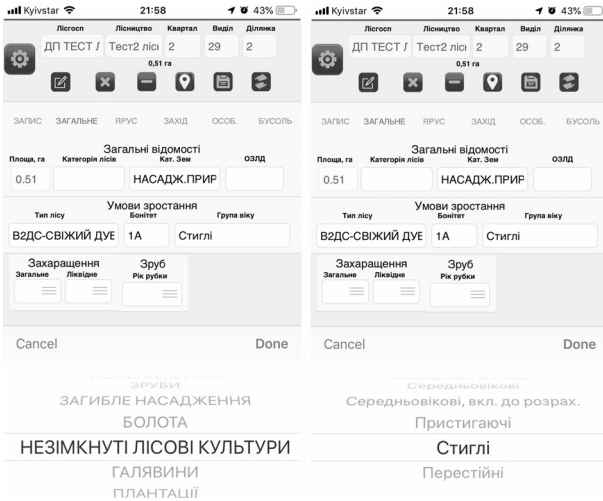 Kyivstar 21:58 43%
Лісгосп Лісництво Квартал Виділ Ділянка
ДП ТЕСТ Тест2 ліс 2 29 2
0,51 га
ЗАПИС ЗАГАЛЬНЕ ЯРУС ЗАХІД ОСОБ. БУСОЛЬ
Загальні відомості
Площа, га Категорія лісів Кат. Зем ОЗЛД
0.51 НАСАДЖ.ПРИР
Умови зростання
Тип лісу Бонітет Група віку
В2ДС-СВІЖИЙ ДУЕ 1А Стиглі
Захаращення Зруб
Загальне Ліквідне Рік рубки
Cancel Done
ЗРУБИ
ЗАГИБЛЕ НАСАДЖЕННЯ
БОЛОТА
НЕЗІМКНУТІ ЛІСОВІ КУЛЬТУРИ
ГАЛЯВИНИ
ПЛАНТАЦІЇ
Kyivstar 21:58 43%
Лісгосп Лісництво Квартал Виділ Ділянка
ДП ТЕСТ Тест2 ліс 2 29 2
0,51 га
ЗАПИС ЗАГАЛЬНЕ ЯРУС ЗАХІД ОСОБ. БУСОЛЬ
Загальні відомості
Площа, га Категорія лісів Кат. Зем ОЗЛД
0.51 НАСАДЖ.ПРИР
Умови зростання
Тип лісу Бонітет Група віку
В2ДС-СВІЖИЙ ДУЕ 1А Стиглі
Захаращення Зруб
Загальне Ліквідне Рік рубки
Cancel Done
Середньовікові
Середньовікові, вкл. до розрах.
Пристигаючі
Стиглі
Перестійні